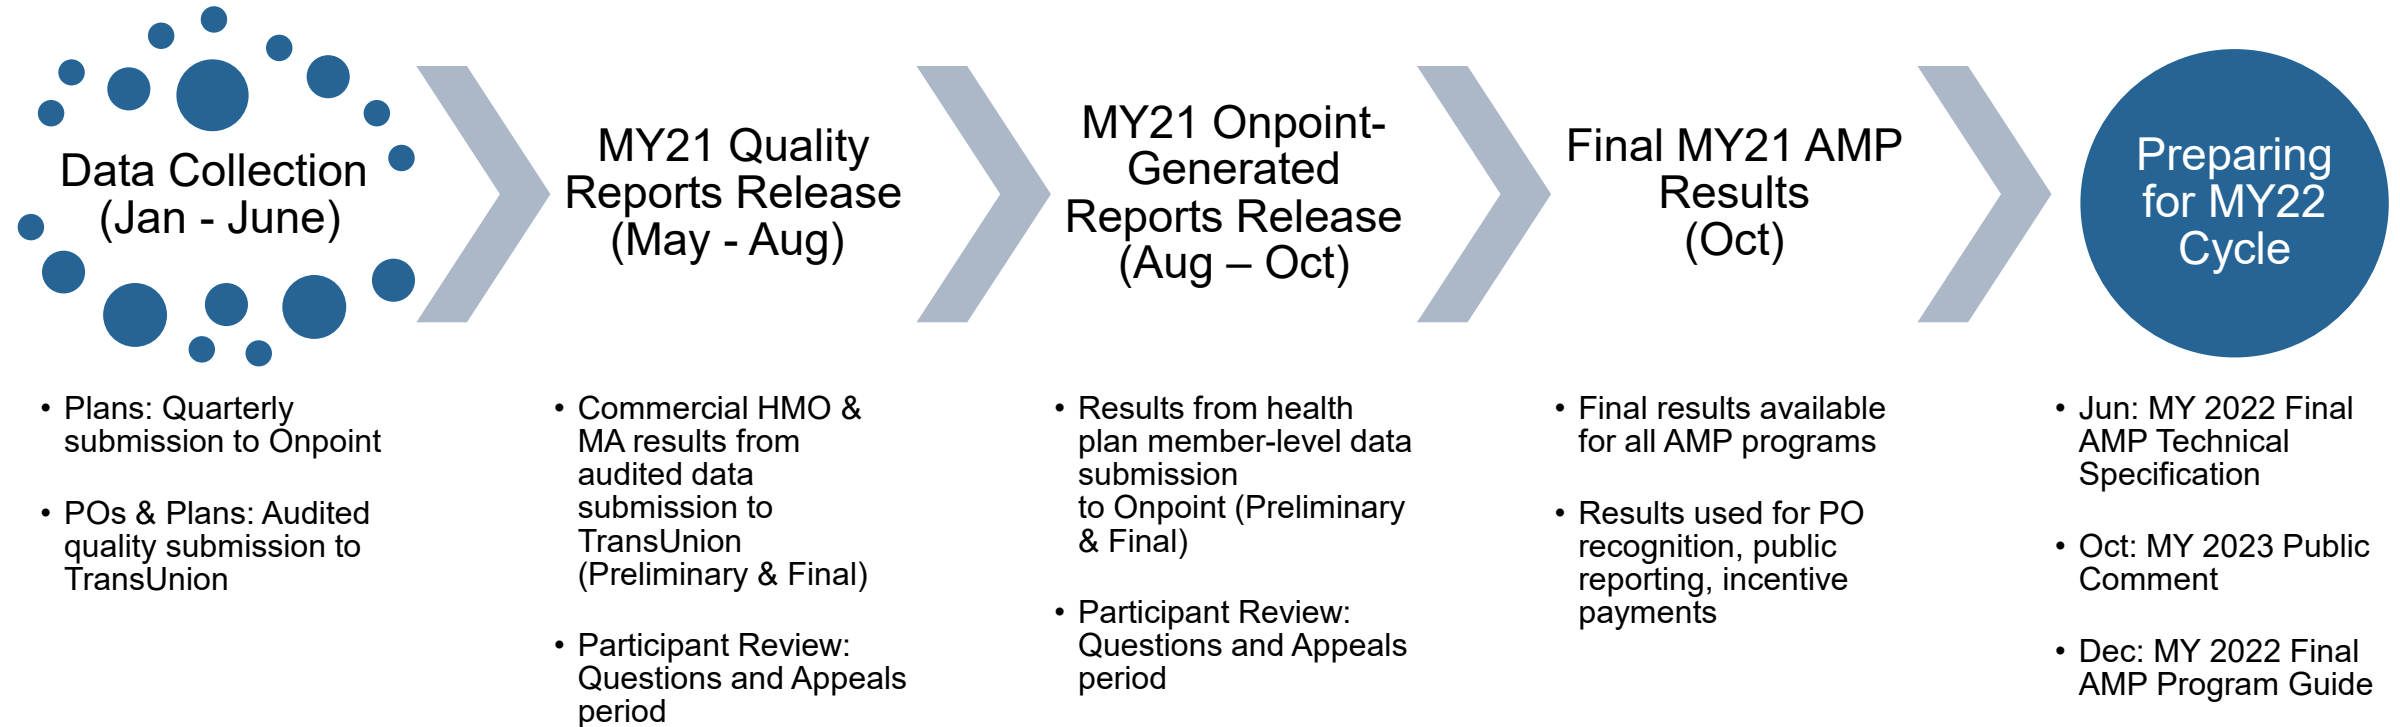 Data Collection
(Jan - June)
MY21 Quality
Reports Release
(May - Aug)
MY21 Onpoint-
Generated
Reports Release
(Aug – Oct)
Final MY21 AMP
Results
(Oct)
Preparing
for MY22
Cycle
• Plans: Quarterly
submission to Onpoint
• POs & Plans: Audited
quality submission to
TransUnion
• Commercial HMO &
MA results from
audited data
submission to
TransUnion
(Preliminary & Final)
• Participant Review:
Questions and Appeals
period
• Results from health
plan member-level data
submission
to Onpoint (Preliminary
& Final)
• Participant Review:
Questions and Appeals
period
• Final results available
for all AMP programs
• Results used for PO
recognition, public
reporting, incentive
payments
• Jun: MY 2022 Final
AMP Technical
Specification
• Oct: MY 2023 Public
Comment
• Dec: MY 2022 Final
AMP Program Guide